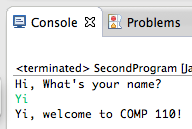 Console Problems
<terminated> SecondProgram [Ja
Hi, What's your name?
Yi
Yi, welcome to COMP 110!